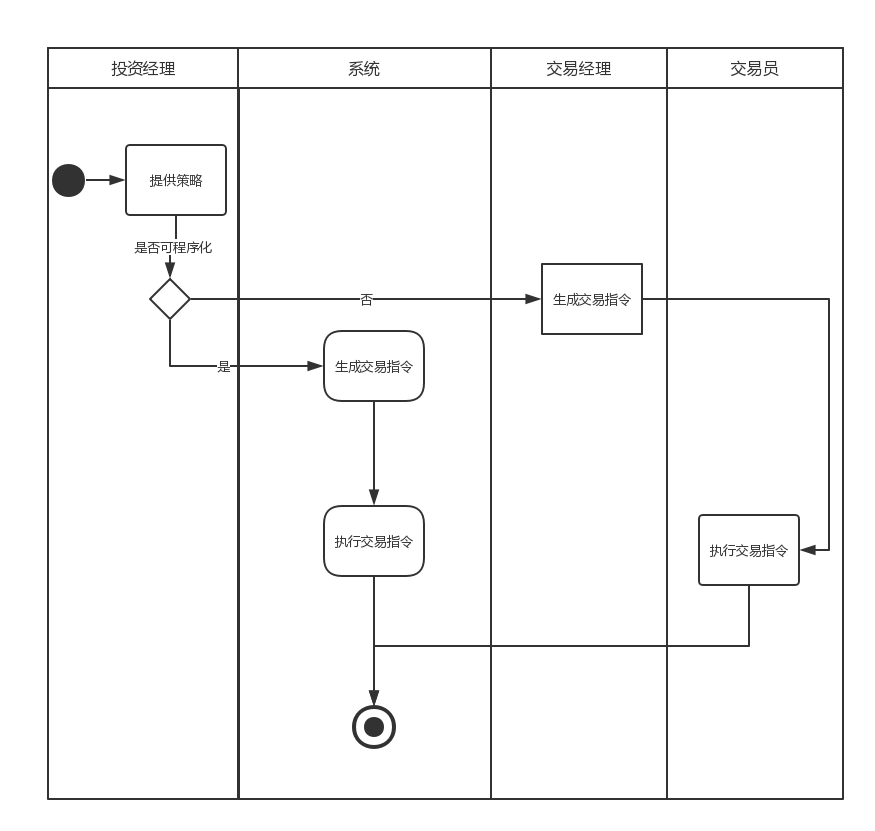 投资经理
系统
交易经理
交易员
提供策略
是否可程序化
否
生成交易指令
是
生成交易指令
执行交易指令
执行交易指令